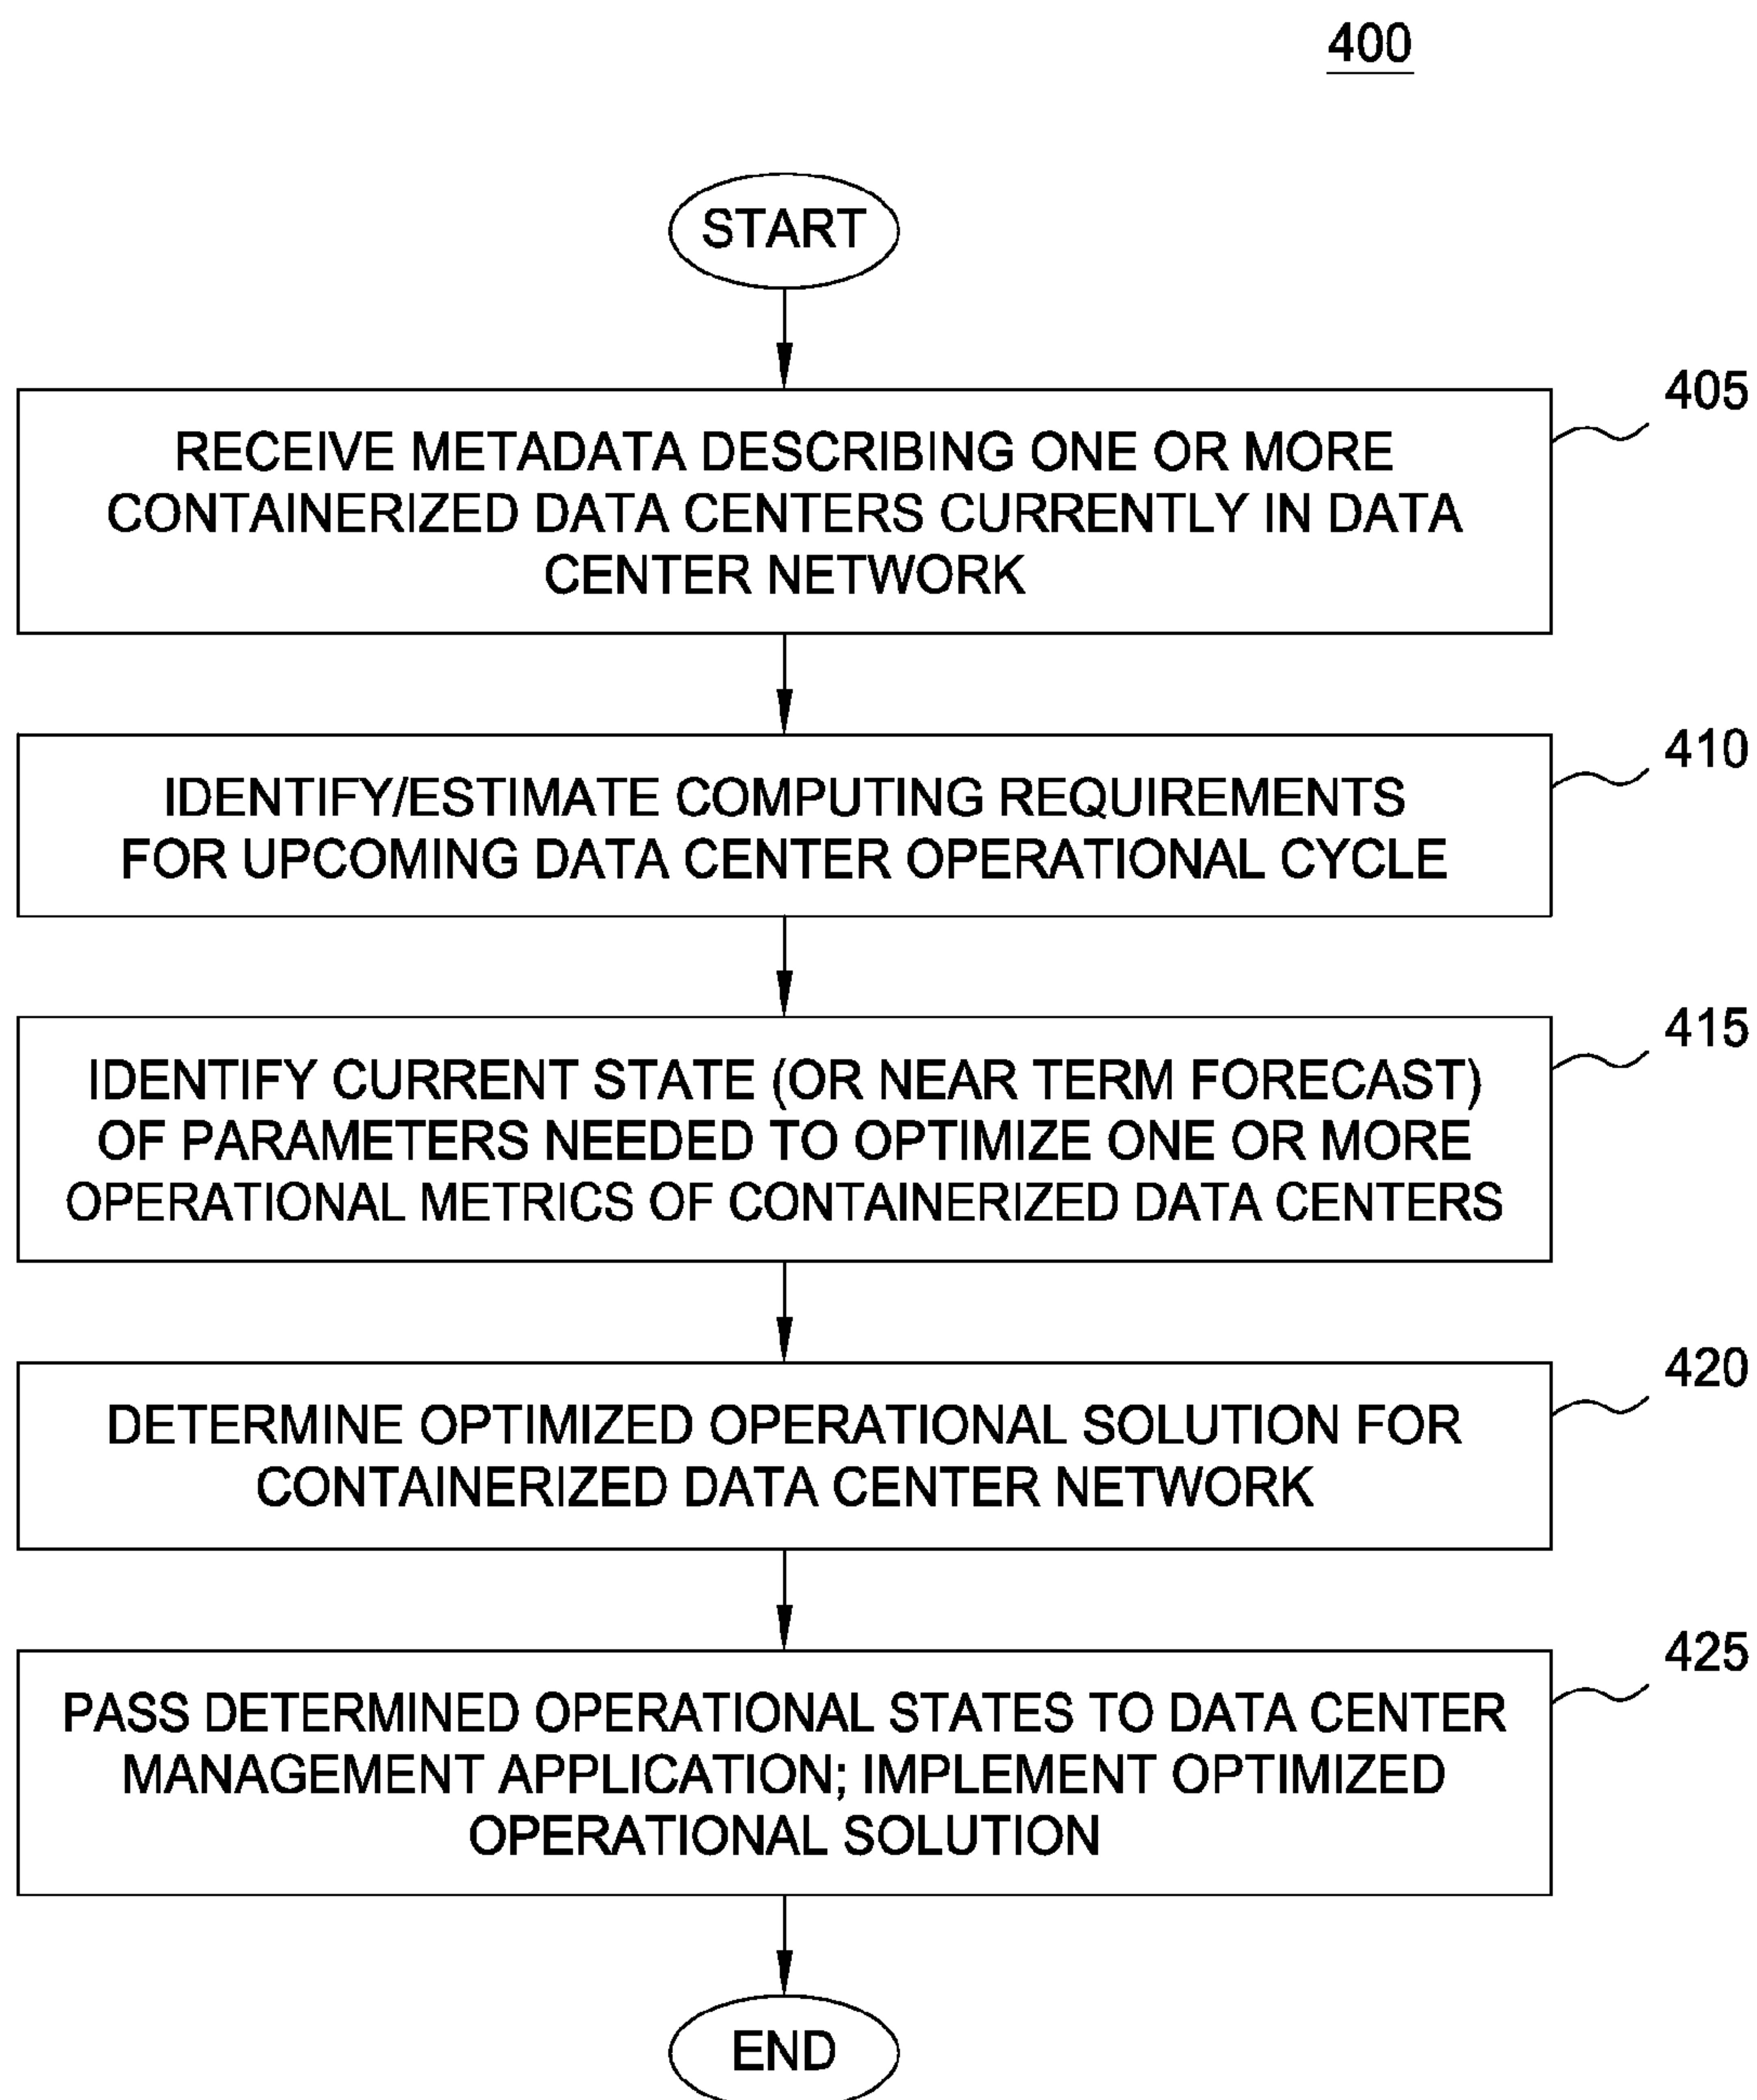 400
START
405
RECEIVE METADATA DESCRIBING ONE OR MORE
CONTAINERIZED DATA CENTERS CURRENTLY IN DATA
CENTER NETWORK
410
IDENTIFY/ESTIMATE COMPUTING REQUIREMENTS
FOR UPCOMING DATA CENTER OPERATIONAL CYCLE
415
IDENTIFY CURRENT STATE (OR NEAR TERM FORECAST)
OF PARAMETERS NEEDED TO OPTIMIZE ONE OR MORE
OPERATIONAL METRICS OF CONTAINERIZED DATA CENTERS
420
DETERMINE OPTIMIZED OPERATIONAL SOLUTION FOR
CONTAINERIZED DATA CENTER NETWORK
425
PASS DETERMINED OPERATIONAL STATES TO DATA CENTER
MANAGEMENT APPLICATION; IMPLEMENT OPTIMIZED
OPERATIONAL SOLUTION
END